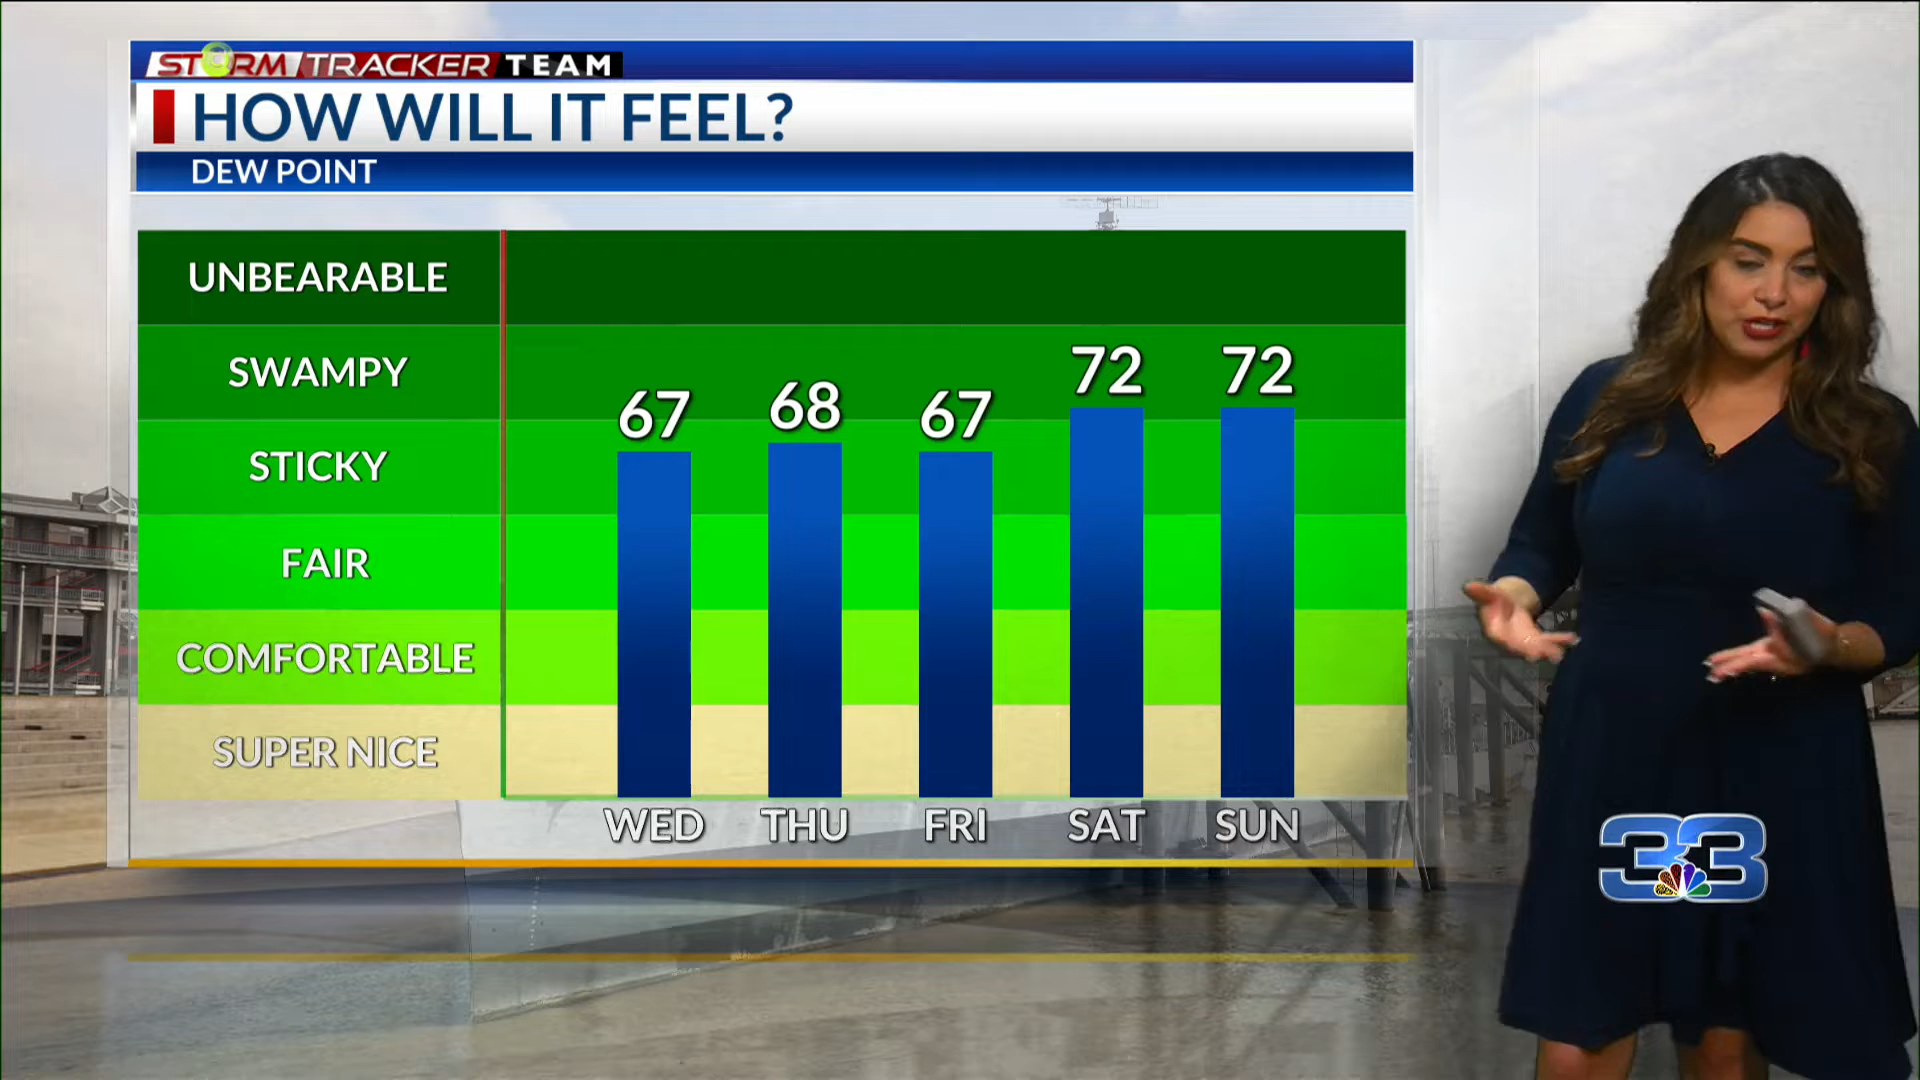 STORM TRACKER TEAM
HOW WILL IT FEEL?
DEW POINT
UNBEARABLE
SWAMPY
STICKY
FAIR
COMFORTABLE
SUPER NICE
67 68 67 72 72
WED THU FRI SAT SUN
33